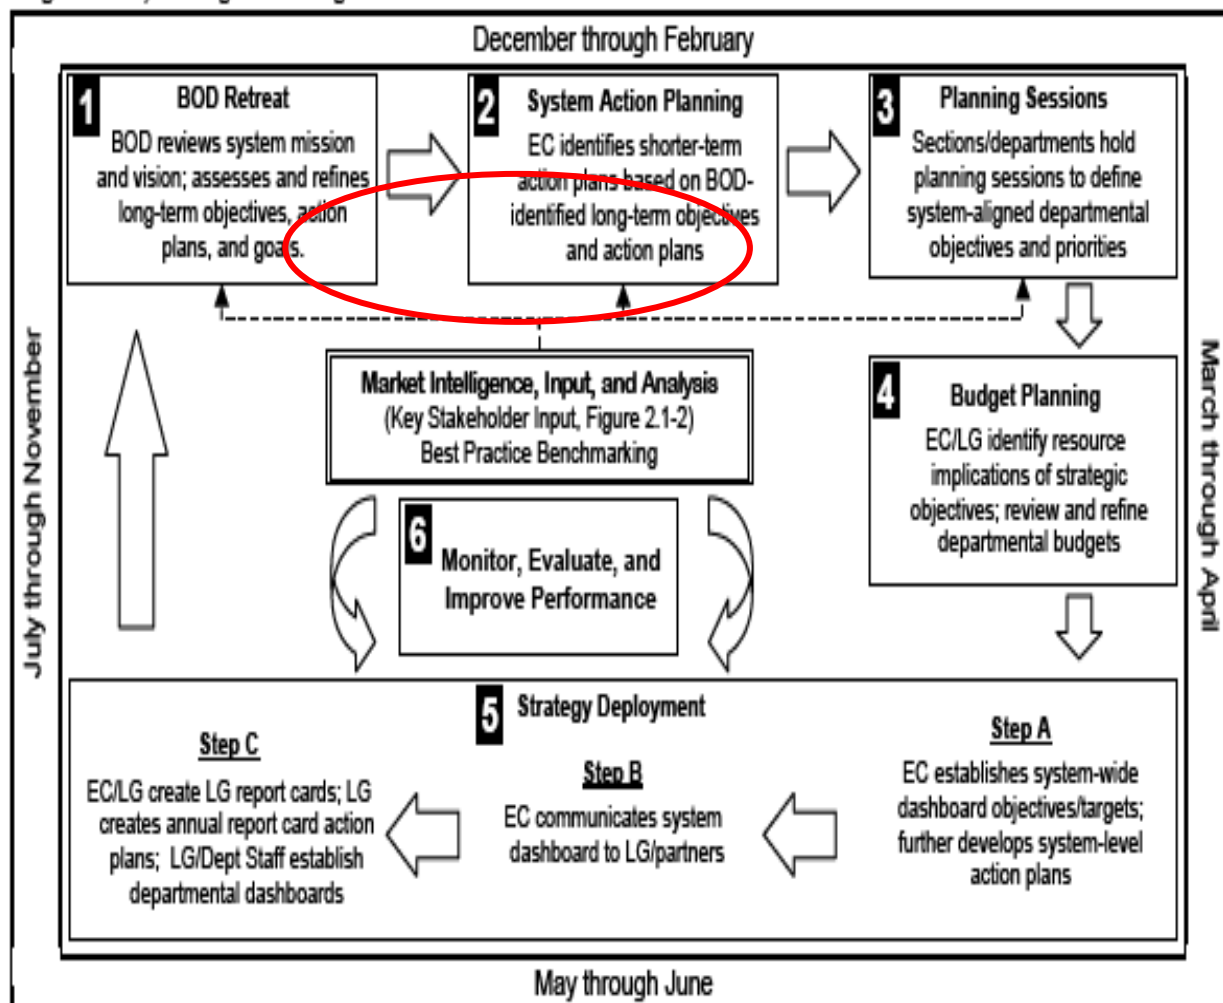 December through February
1
BOD Retreat
BOD reviews system mission
and vision; assesses and refines
long-term objectives, action
plans, and goals.
2
System Action Planning
EC identifies shorter-term
action plans based on BOD-
identified long-term objectives
and action plans
3
Planning Sessions
Sections/departments hold
planning sessions to define
system-aligned departmental
objectives and priorities
July through November
Market Intelligence, Input, and Analysis
(Key Stakeholder Input, Figure 2.1-2)
Best Practice Benchmarking
4
Budget Planning
EC/LG identify resource
implications of strategic
objectives; review and refine
departmental budgets
March through April
6
Monitor, Evaluate, and
Improve Performance
5
Strategy Deployment
Step C
EC/LG create LG report cards; LG
creates annual report card action
plans; LG/Dept Staff establish
departmental dashboards
Step B
EC communicates system
dashboard to LG/partners
Step A
EC establishes system-wide
dashboard objectives/targets;
further develops system-level
action plans
May through June